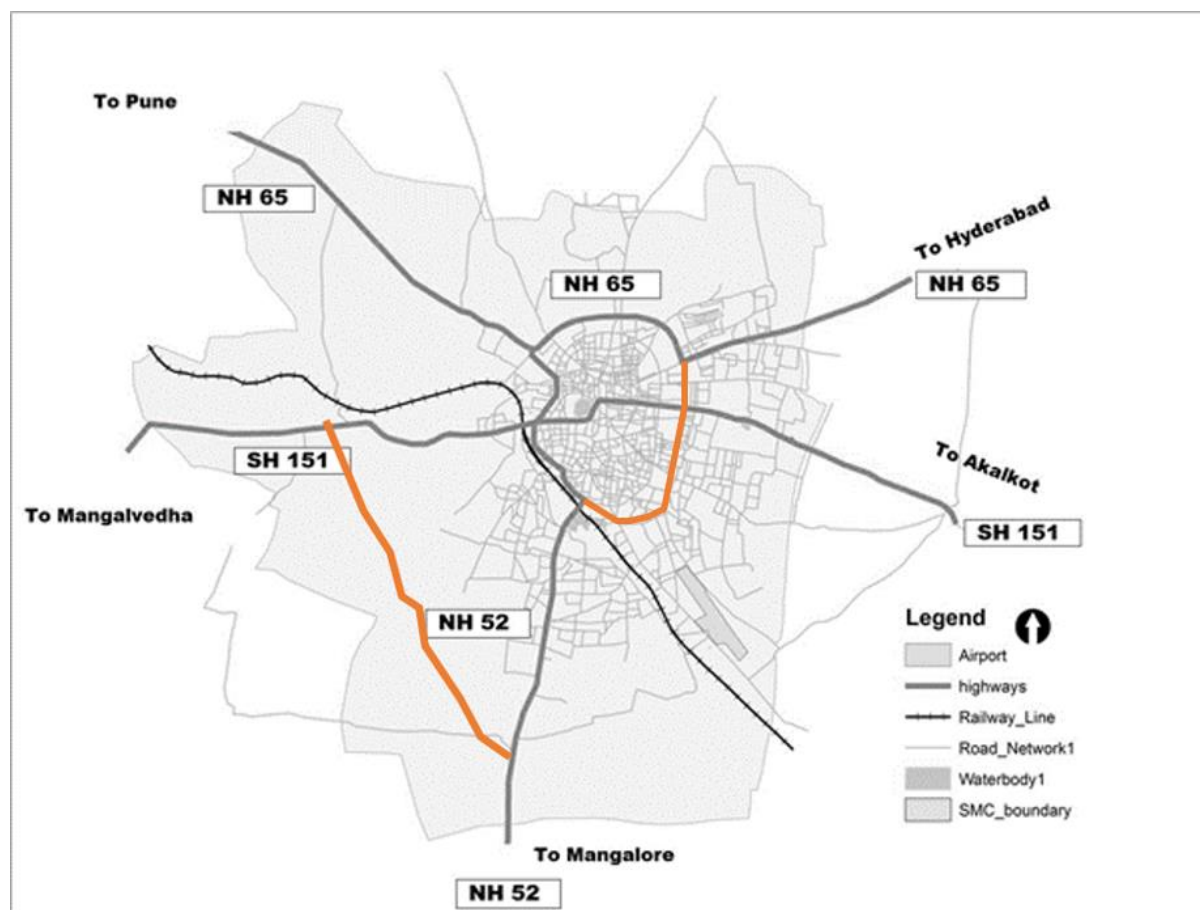 To Pune
NH 65
To Hyderabad
NH 65
NH 65
SH 151
To Akalkot
To Mangalvedha
SH 151
NH 52
Legend
Airport
highways
Railway_Line
Road_Network1
Waterbody1
SMC_boundary
To Mangalore
NH 52